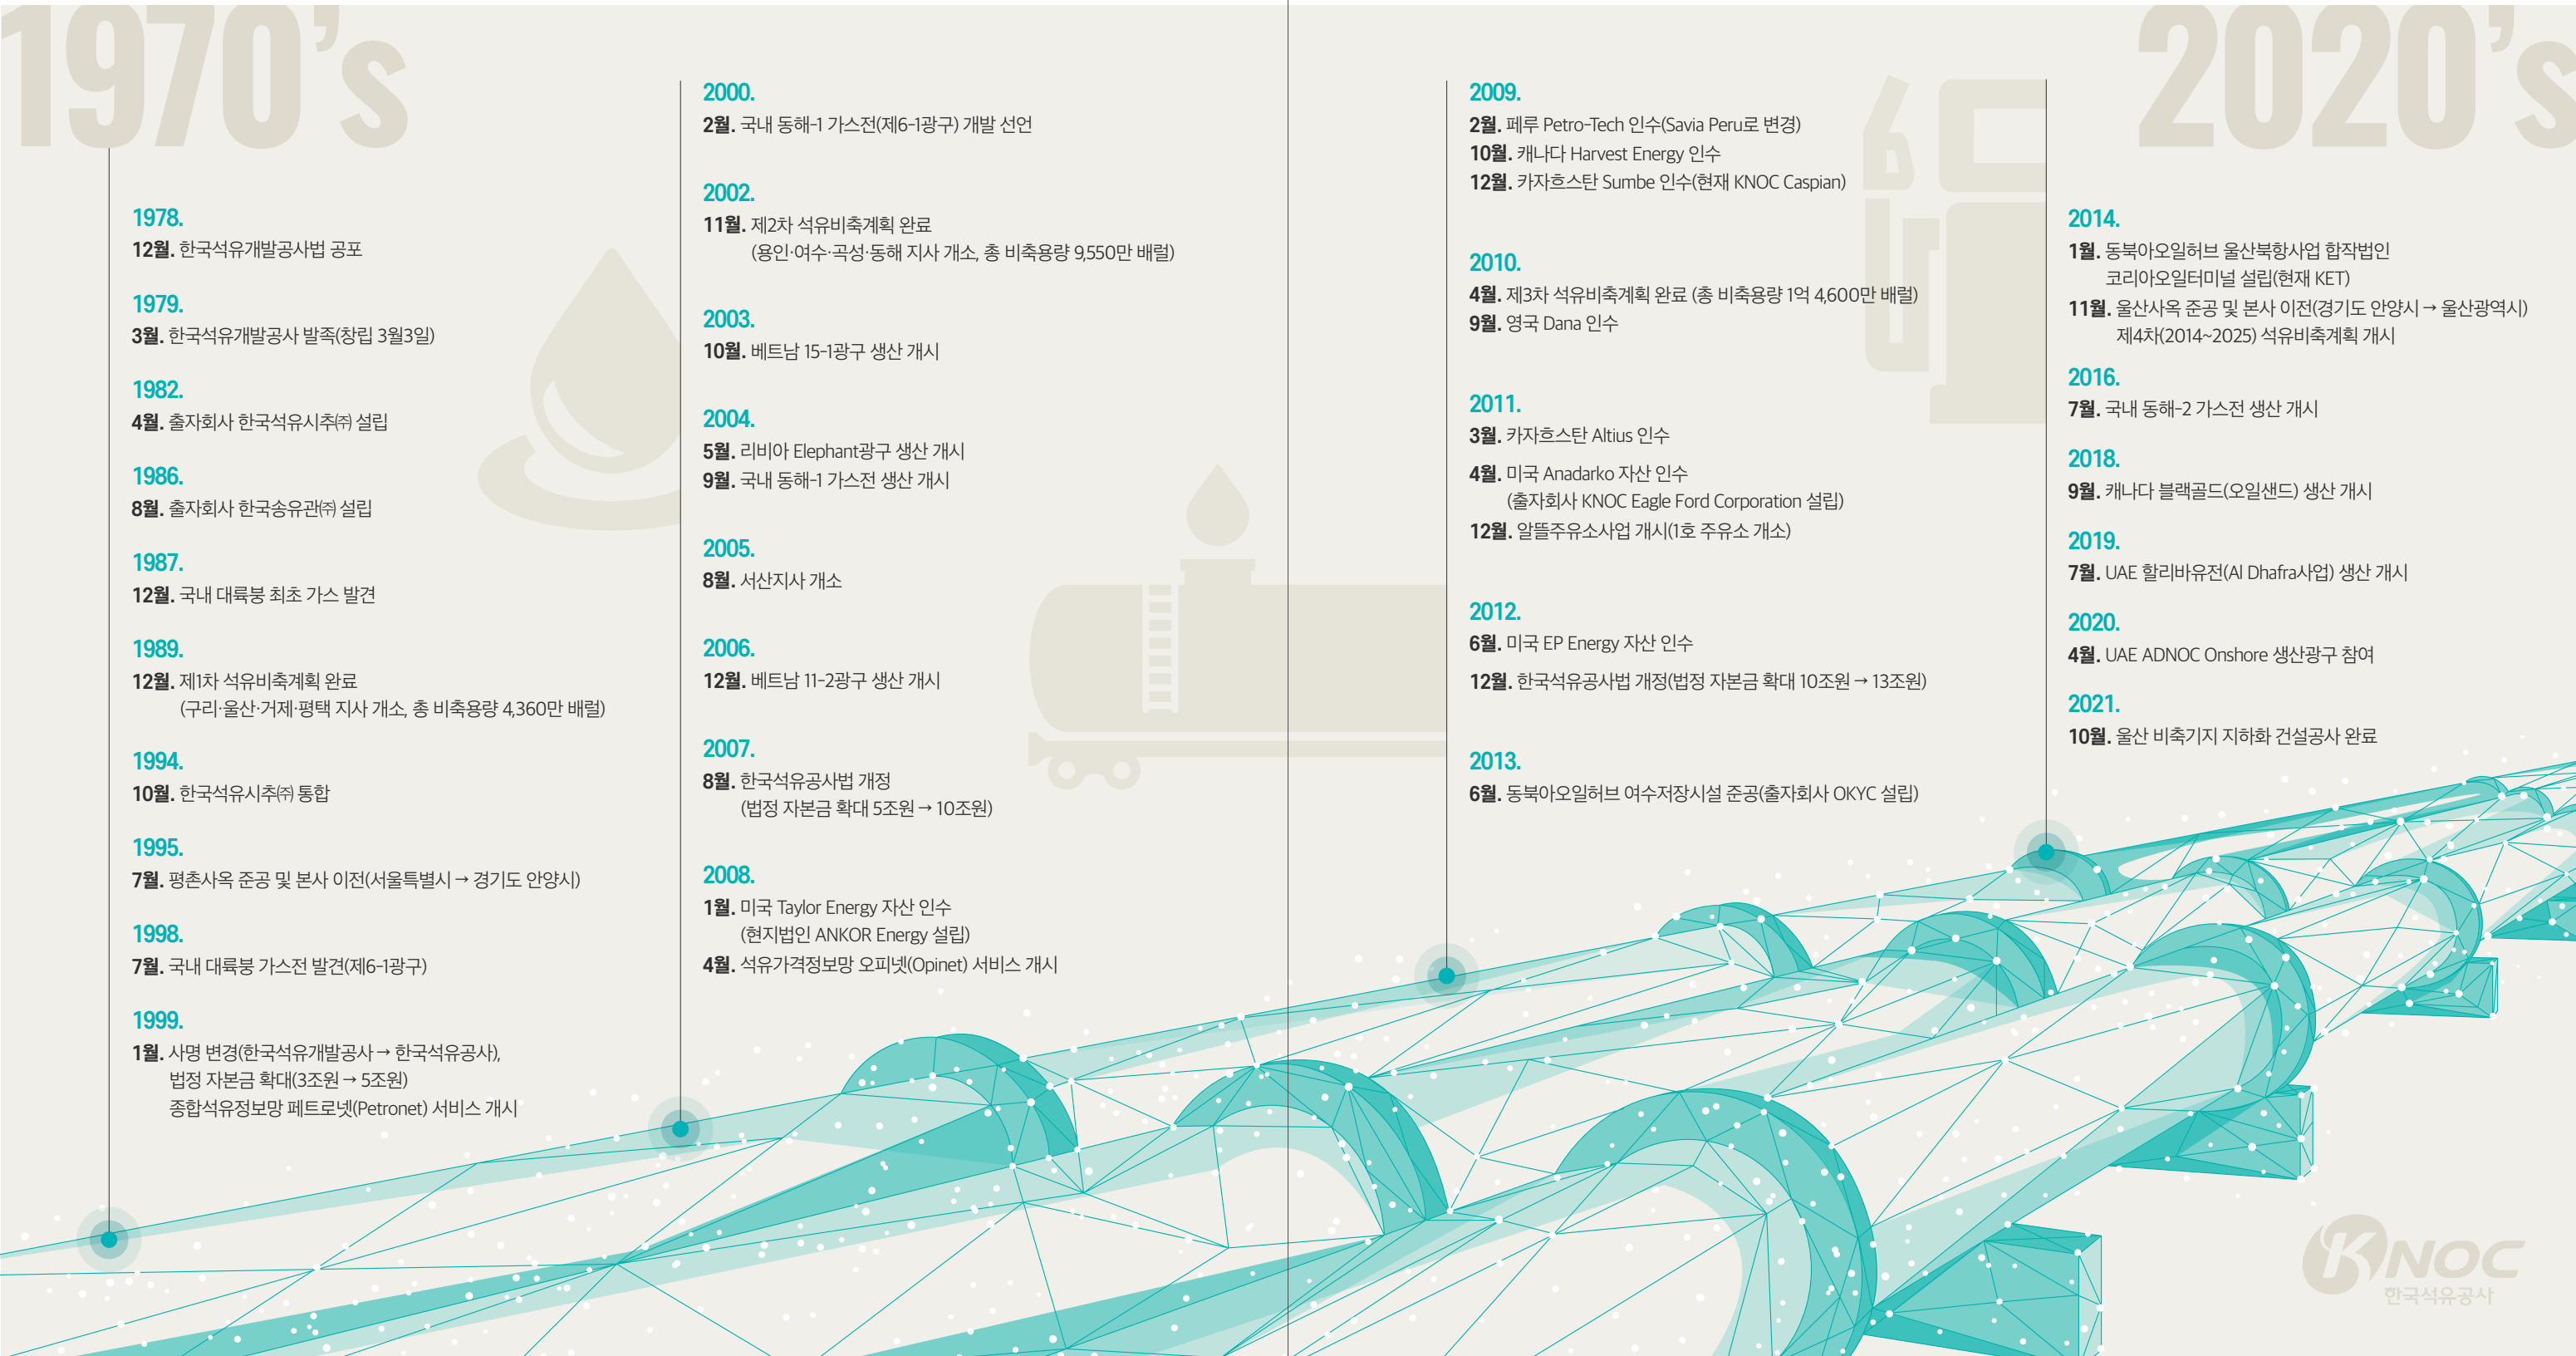 1970's
1978.
12월. 한국석유개발공사법 공포
1979.
3월. 한국석유개발공사 발족(창립 3월3일)
1982.
4월. 출자회사 한국석유시추㈜ 설립
1986.
8월. 출자회사 한국송유관㈜ 설립
1987.
12월. 국내 대륙붕 최초 가스 발견
1989.
12월. 제1차 석유비축계획 완료
(구리·울산·거제·평택 지사 개소, 총 비축용량 4,360만 배럴)
1994.
10월. 한국석유시추㈜ 통합
1995.
7월. 평촌사옥 준공 및 본사 이전(서울특별시 → 경기도 안양시)
1998.
7월. 국내 대륙붕 가스전 발견(제6-1광구)
1999.
1월. 사명 변경(한국석유개발공사 → 한국석유공사),
법정 자본금 확대(3조원 → 5조원)
종합석유정보망 페트로넷(Petronet) 서비스 개시
2000.
2월. 국내 동해-1 가스전(제6-1광구) 개발 선언
2002.
11월. 제2차 석유비축계획 완료
(용인·여수·곡성·동해 지사 개소, 총 비축용량 9,550만 배럴)
2003.
10월. 베트남 15-1광구 생산 개시
2004.
5월. 리비아 Elephant광구 생산 개시
9월. 국내 동해-1 가스전 생산 개시
2005.
8월. 서산지사 개소
2006.
12월. 베트남 11-2광구 생산 개시
2007.
8월. 한국석유공사법 개정
(법정 자본금 확대 5조원 → 10조원)
2008.
1월. 미국 Taylor Energy 자산 인수
(현지법인 ANKOR Energy 설립)
4월. 석유가격정보망 오피넷(Opinet) 서비스 개시
2009.
2월. 페루 Petro-Tech 인수(Savia Peru로 변경)
10월. 캐나다 Harvest Energy 인수
12월. 카자흐스탄 Sumbe 인수(현재 KNOC Caspian)
2010.
4월. 제3차 석유비축계획 완료 (총 비축용량 1억 4,600만 배럴)
9월. 영국 Dana 인수
2011.
3월. 카자흐스탄 Altius 인수
4월. 미국 Anadarko 자산 인수
(출자회사 KNOC Eagle Ford Corporation 설립)
12월. 알뜰주유소사업 개시(1호 주유소 개소)
2012.
6월. 미국 EP Energy 자산 인수
12월. 한국석유공사법 개정(법정 자본금 확대 10조원 → 13조원)
2013.
6월. 동북아오일허브 여수저장시설 준공(출자회사 OKYC 설립)
2020's
2014.
1월. 동북아오일허브 울산북항사업 합작법인
코리아오일터미널 설립(현재 KET)
11월. 울산사옥 준공 및 본사 이전(경기도 안양시 → 울산광역시)
제4차(2014~2025) 석유비축계획 개시
2016.
7월. 국내 동해-2 가스전 생산 개시
2018.
9월. 캐나다 블랙골드(오일샌드) 생산 개시
2019.
7월. UAE 할리바유전(Al Dhafra사업) 생산 개시
2020.
4월. UAE ADNOC Onshore 생산광구 참여
2021.
10월. 울산 비축기지 지하화 건설공사 완료
KNOC
한국석유공사